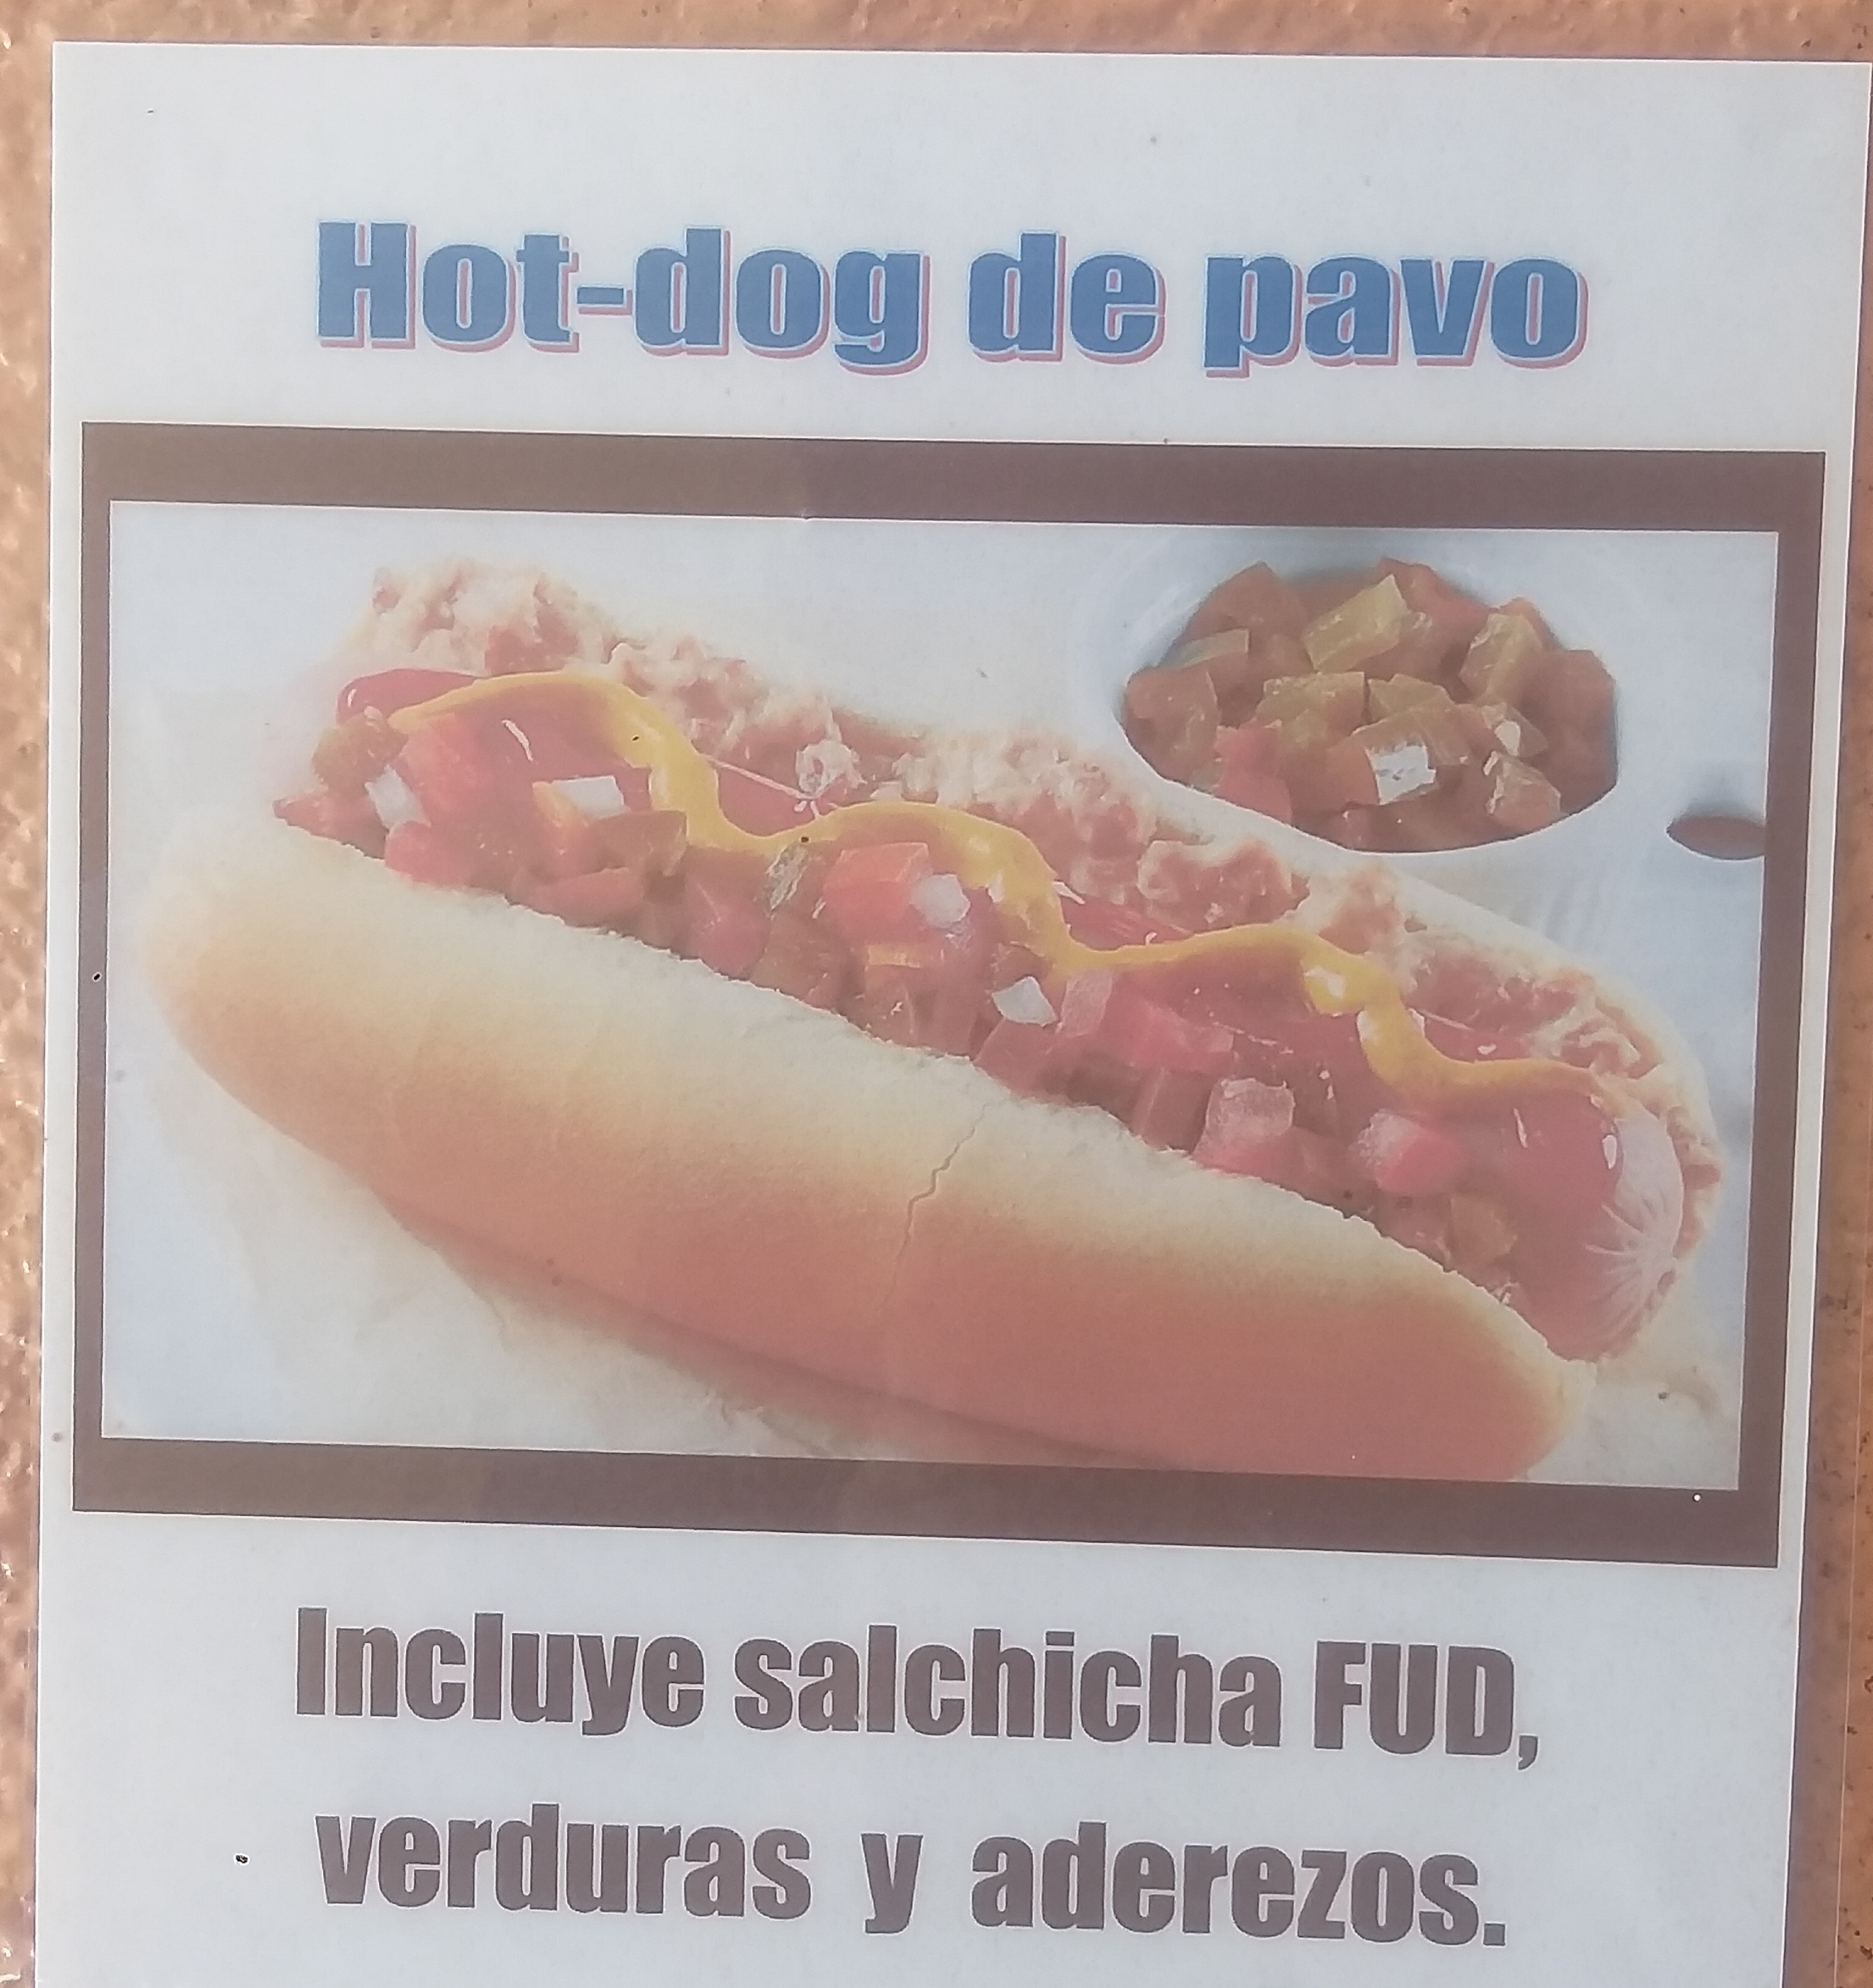 Hot-dog de pavo
Incluye salchicha FUD,
verduras y aderezos.